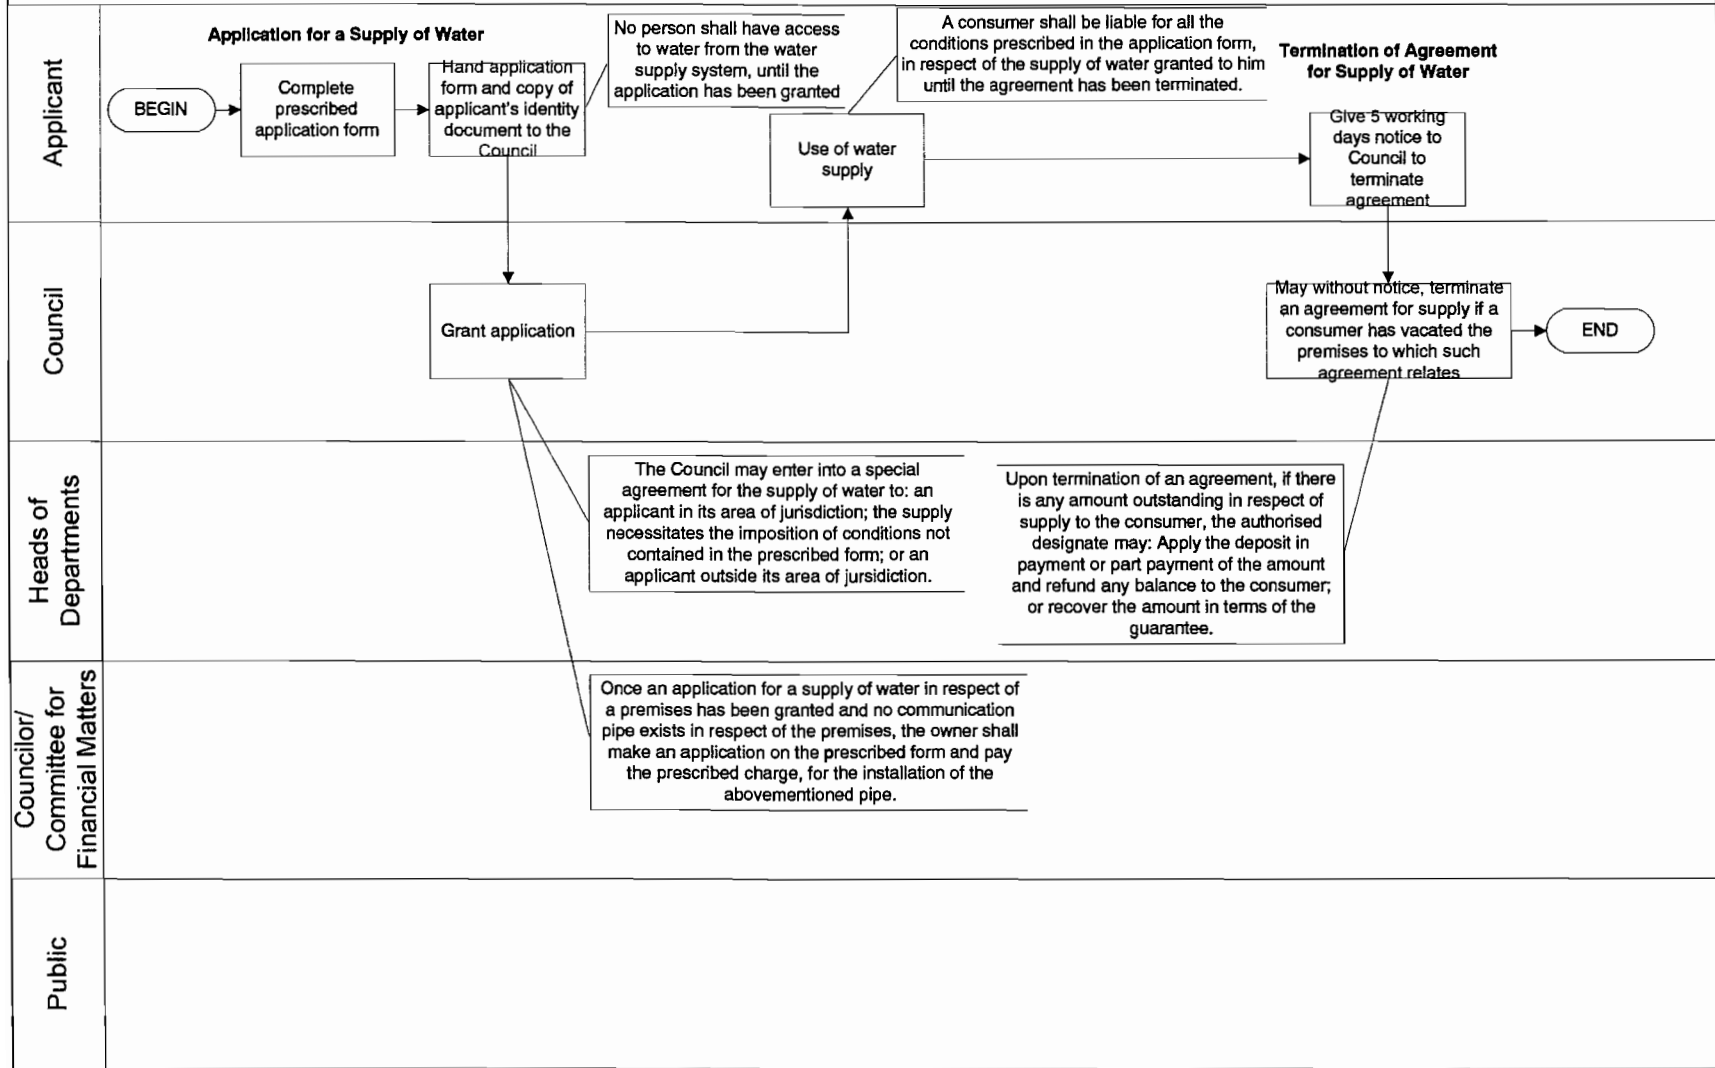 Applicant
Application for a Supply of Water
BEGIN
Complete
prescribed
application form
Hand application
form and copy of
applicant's identity
document to the
Council
No person shall have access
to water from the water
supply system, until the
application has been granted
Use of water
supply
A consumer shall be liable for all the
conditions prescribed in the application form,
in respect of the supply of water granted to him
until the agreement has been terminated.
Termination of Agreement
for Supply of Water
Give 5 working
days notice to
Council to
terminate
agreement
Council
Grant application
May without notice, terminate
an agreement for supply if a
consumer has vacated the
premises to which such
agreement relates
END
Heads of
Departments
The Council may enter into a special
agreement for the supply of water to: an
applicant in its area of jurisdiction; the supply
necessitates the imposition of conditions not
contained in the prescribed form; or an
applicant outside its area of jursidiction.
Upon termination of an agreement, if there
is any amount outstanding in respect of
supply to the consumer, the authorised
designate may: Apply the deposit in
payment or part payment of the amount
and refund any balance to the consumer;
or recover the amount in terms of the
guarantee.
Councilor/
Committee for
Financial Matters
Once an application for a supply of water in respect of
a premises has been granted and no communication
pipe exists in respect of the premises, the owner shall
make an application on the prescribed form and pay
the prescribed charge, for the installation of the
abovementioned pipe.
Public